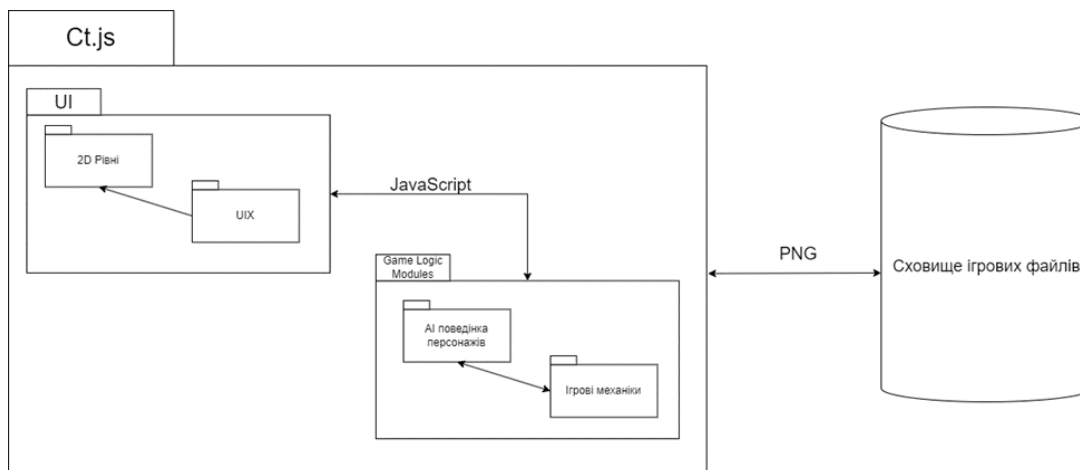 Ct.js
UI
2D Рівні
UIX
JavaScript
Game Logic
Modules
AI поведінка
персонажів
Ігрові механіки
PNG
Сховище ігрових файлів